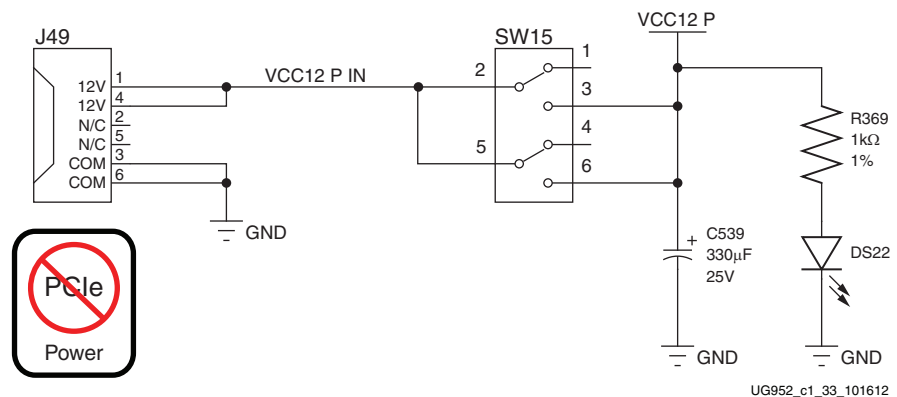 VCC12 P
J49
SW15
12V 1
12V 4
N/C 2
N/C 5
COM 3
COM 6
VCC12 P IN
2
5
1
3
4
6
R369
1kΩ
1%
GND
C539
330µF
25V
+
DS22
PCIe
Power
GND
GND
UG952_c1_33_101612